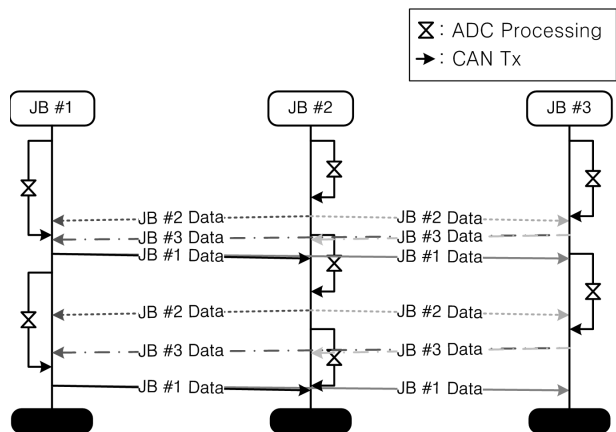 : ADC Processing
: CAN Tx
JB #1
JB #2
JB #3
JB #2 Data
JB #2 Data
JB #3 Data
JB #3 Data
JB #1 Data
JB #1 Data
JB #2 Data
JB #2 Data
JB #3 Data
JB #3 Data
JB #1 Data
JB #1 Data